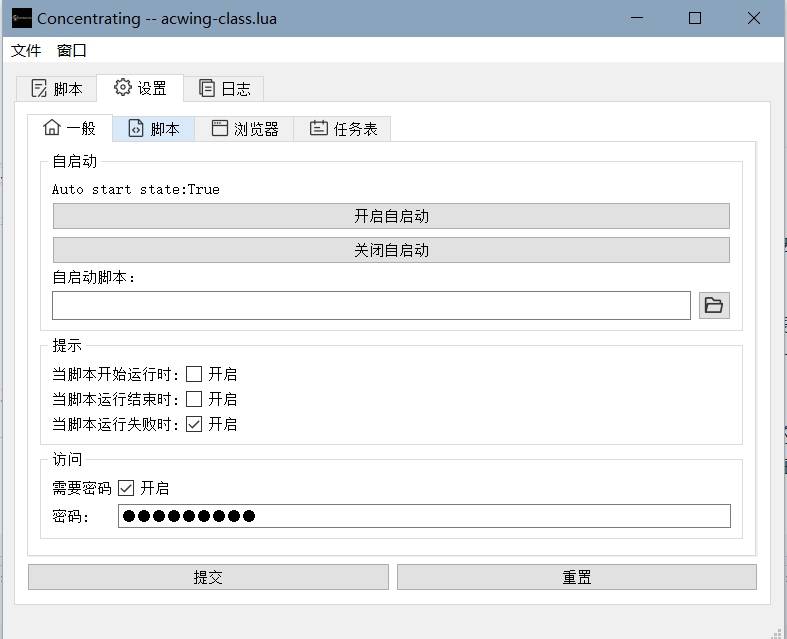 Concentrating -- acwing-class.lua
文件 窗口
脚本 设置 日志
一般 脚本 浏览器 任务表
自启动
Auto start state:True
开启自启动
关闭自启动
自启动脚本:
提示
当脚本开始运行时: 开启
当脚本运行结束时: 开启
当脚本运行失败时: 开启
访问
需要密码 开启
密码: ●●●●●●●●●
提交 重置